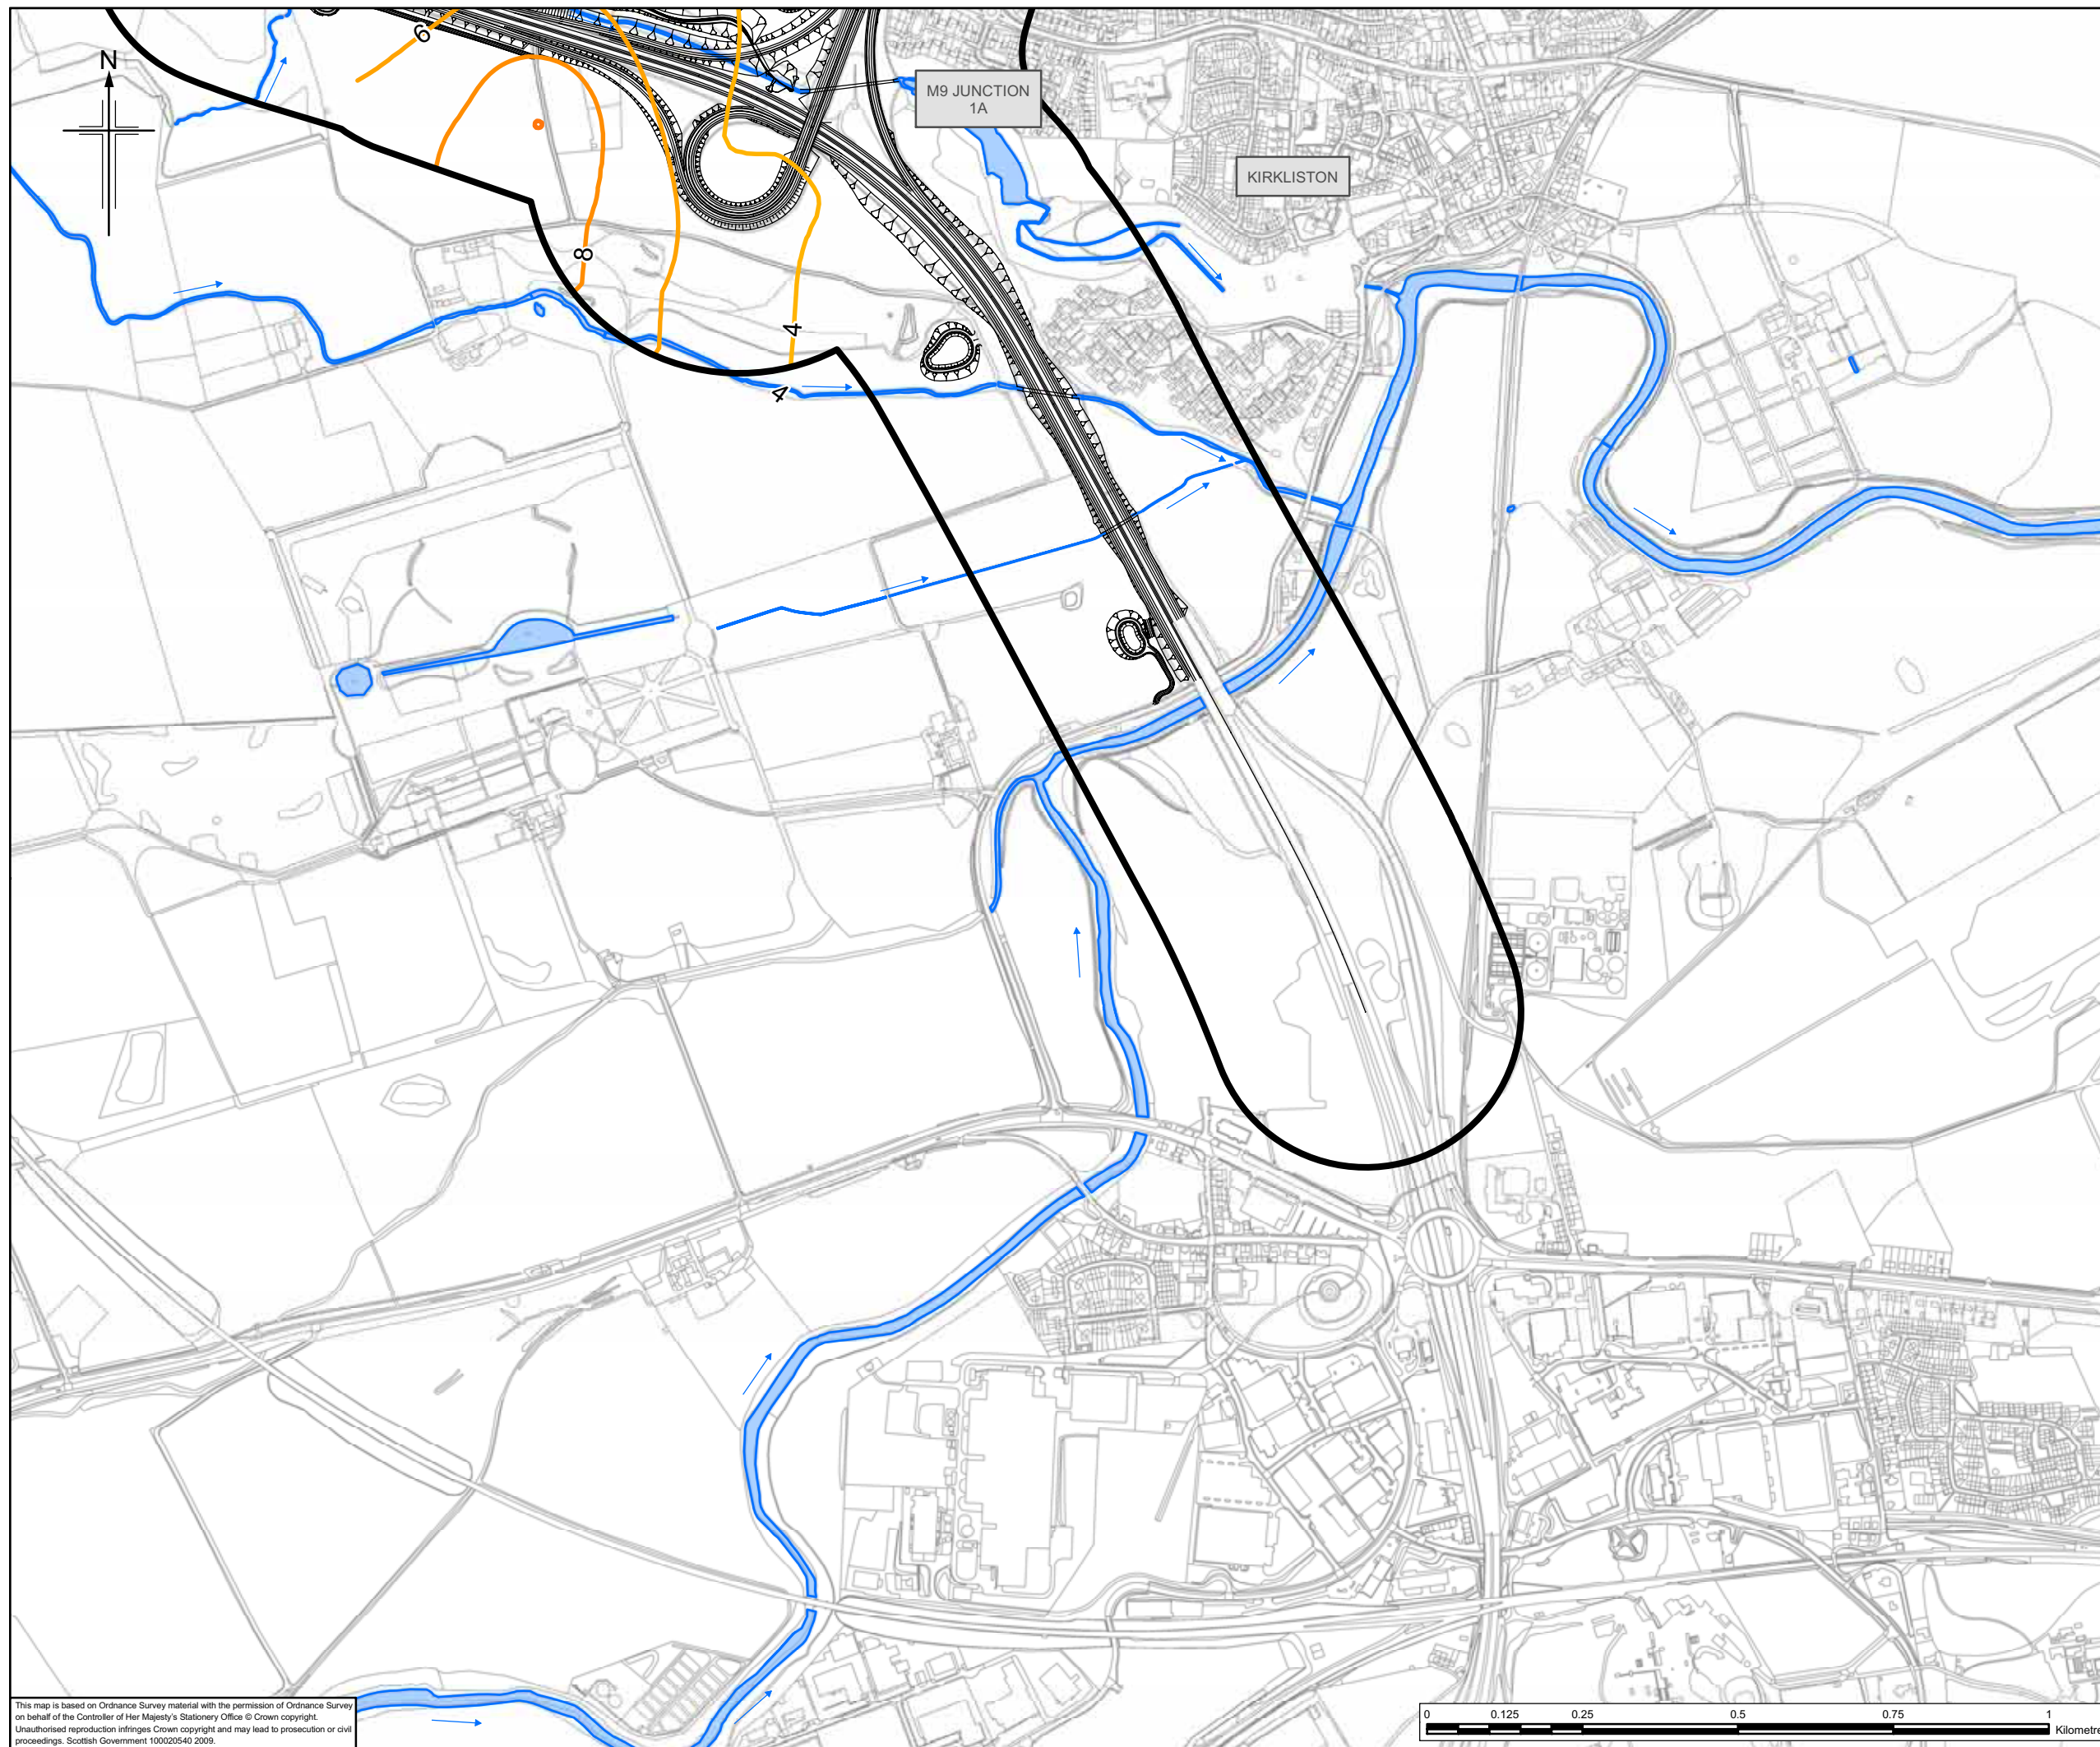 6
N
M9 JUNCTION
1A
KIRKLISTON
8
4
4
This map is based on Ordnance Survey material with the permission of Ordnance Survey
on behalf of the Controller of Her Majesty's Stationery Office © Crown copyright.
Unauthorised reproduction infringes Crown copyright and may lead to prosecution or civil
proceedings. Scottish Government 100020540 2009.
0 0.125 0.25 0.5 0.75 1
Kilometre